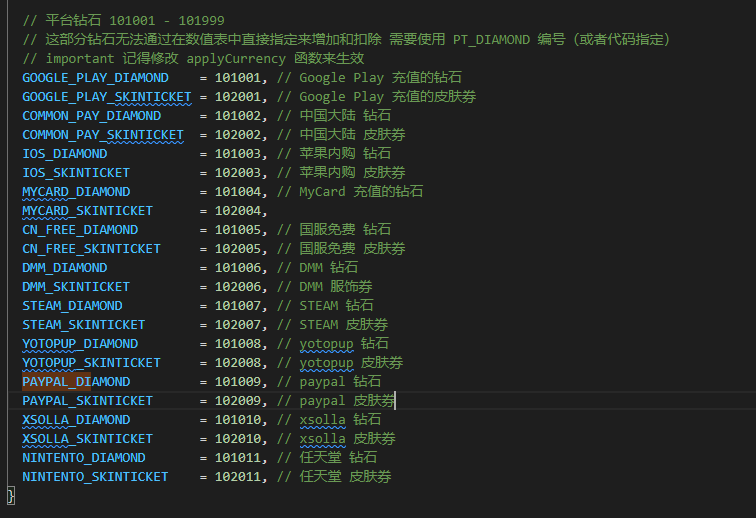 // 平台钻石 101001 - 101999
// 这部分钻石无法通过在数值表中直接指定来增加和扣除 需要使用 PT_DIAMOND 编号（或者代码指定）
// important 记得修改 applyCurrency 函数来生效
GOOGLE_PLAY_DIAMOND    = 101001, // Google Play 充值的钻石
GOOGLE_PLAY_SKINTICKET = 102001, // Google Play 充值的皮肤券
COMMON_PAY_DIAMOND     = 101002, // 中国大陆 钻石
COMMON_PAY_SKINTICKET  = 102002, // 中国大陆 皮肤券
IOS_DIAMOND            = 101003, // 苹果内购 钻石
IOS_SKINTICKET         = 102003, // 苹果内购 皮肤券
MYCARD_DIAMOND         = 101004, // MyCard 充值的钻石
MYCARD_SKINTICKET      = 102004,
CN_FREE_DIAMOND        = 101005, // 国服免费 钻石
CN_FREE_SKINTICKET     = 102005, // 国服免费 皮肤券
DMM_DIAMOND            = 101006, // DMM 钻石
DMM_SKINTICKET         = 102006, // DMM 服饰券
STEAM_DIAMOND          = 101007, // STEAM 钻石
STEAM_SKINTICKET       = 102007, // STEAM 皮肤券
YOTOPUP_DIAMOND        = 101008, // yotopup 钻石
YOTOPUP_SKINTICKET     = 102008, // yotopup 皮肤券
PAYPAL_DIAMOND         = 101009, // paypal 钻石
PAYPAL_SKINTICKET      = 102009, // paypal 皮肤券
XSOLLA_DIAMOND         = 101010, // xsolla 钻石
XSOLLA_SKINTICKET      = 102010, // xsolla 皮肤券
NINTENTO_DIAMOND       = 101011, // 任天堂 钻石
NINTENTO_SKINTICKET    = 102011, // 任天堂 皮肤券
}